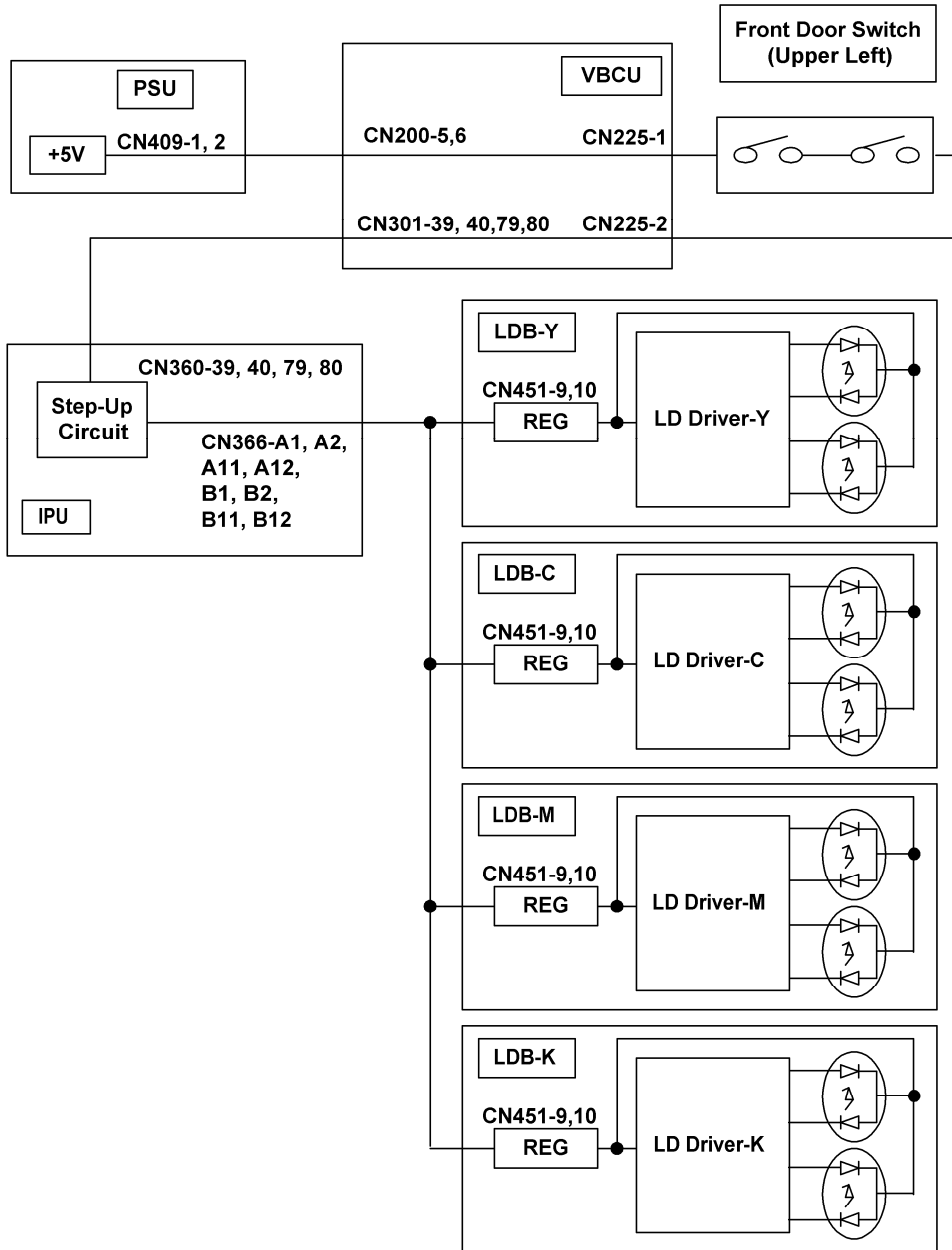 Front Door Switch
(Upper Left)
PSU
VBCU
+5V
CN409-1, 2
CN200-5,6
CN225-1
CN301-39, 40,79,80
CN225-2
LDB-Y
CN360-39, 40, 79, 80
Step-Up
Circuit
CN451-9,10
REG
LD Driver-Y
CN366-A1, A2,
A11, A12,
B1, B2,
B11, B12
IPU
LDB-C
CN451-9,10
REG
LD Driver-C
LDB-M
CN451-9,10
REG
LD Driver-M
LDB-K
CN451-9,10
REG
LD Driver-K